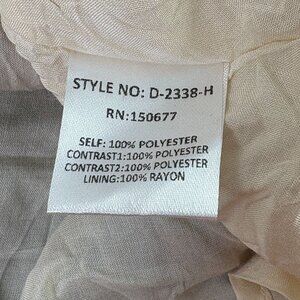 STYLE NO: D-2338-H
RN:150677
SELF: 100% POLYESTER
CONTRAST1:100% POLYESTER
CONTRAST2:100% POLYESTER
LINING:100% RAYON